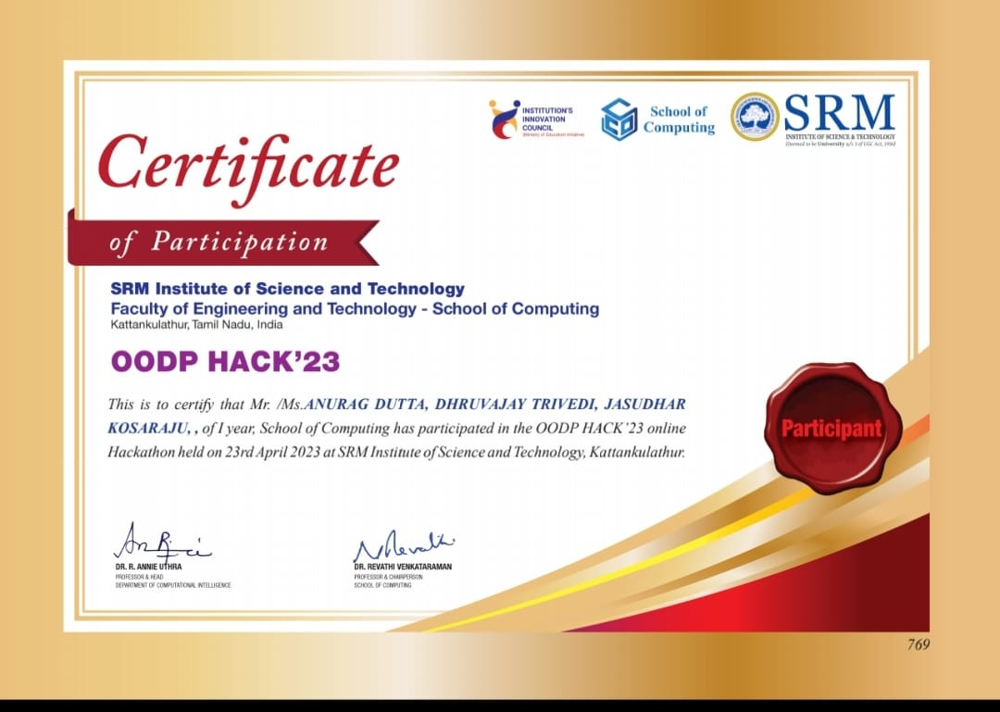 INSTITUTION'S
INNOVATION
COUNCIL
(Ministry of Education Initiative)
School of
Computing
SRM
INSTITUTE OF SCIENCE & TECHNOLOGY
(Deemed to be University u/s 3 of UGC Act, 1956)
Certificate
of Participation
SRM Institute of Science and Technology
Faculty of Engineering and Technology - School of Computing
Kattankulathur, Tamil Nadu, India
OODP HACK'23
This is to certify that Mr. /Ms.ANURAG DUTTA, DHRUVAJAY TRIVEDI, JASUDHAR
KOSARAJU, , of I year, School of Computing has participated in the OODP HACK'23 online
Hackathon held on 23rd April 2023 at SRM Institute of Science and Technology, Kattankulathur.
Participant
DR. R. ANNIE UTHRA
PROFESSOR & HEAD
DEPARTMENT OF COMPUTATIONAL INTELLIGENCE
N Revathi
DR. REVATHI VENKATARAMAN
PROFESSOR & CHAIRPERSON
SCHOOL OF COMPUTING
769